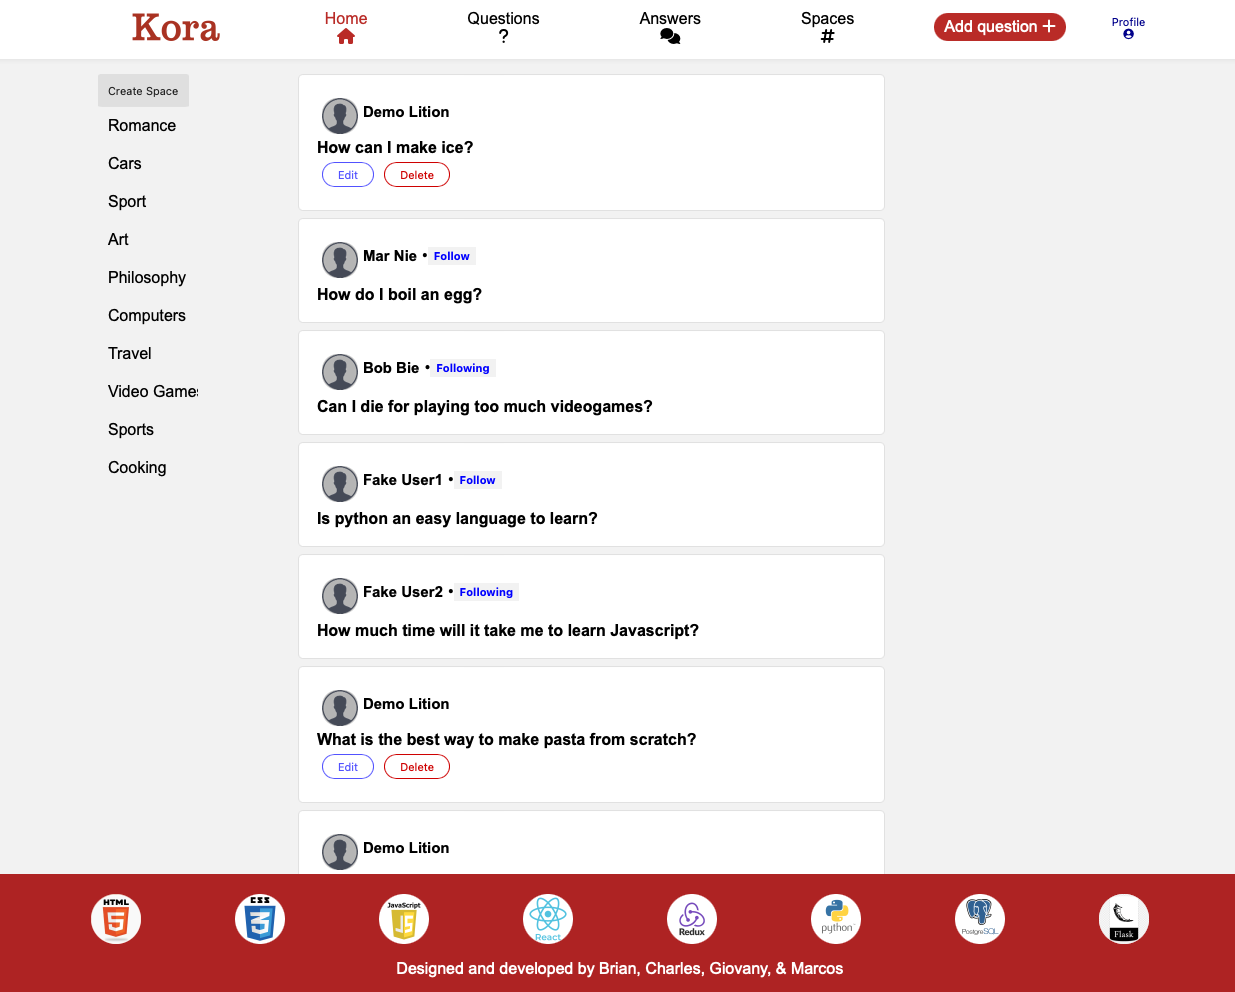 Kora
Home
Questions
?
Answers
Spaces
#
Add question +
Profile
Create Space
Romance
Cars
Sport
Art
Philosophy
Computers
Travel
Video Games
Sports
Cooking
Demo Lition
How can I make ice?
Edit Delete
Mar Nie • Follow
How do I boil an egg?
Bob Bie • Following
Can I die for playing too much videogames?
Fake User1 • Follow
Is python an easy language to learn?
Fake User2 • Following
How much time will it take me to learn Javascript?
Demo Lition
What is the best way to make pasta from scratch?
Edit Delete
Demo Lition
HTML
5
CSS
3
JavaScript
JS
React
Redux
python
PostgreSQL
Flask
Designed and developed by Brian, Charles, Giovany, & Marcos